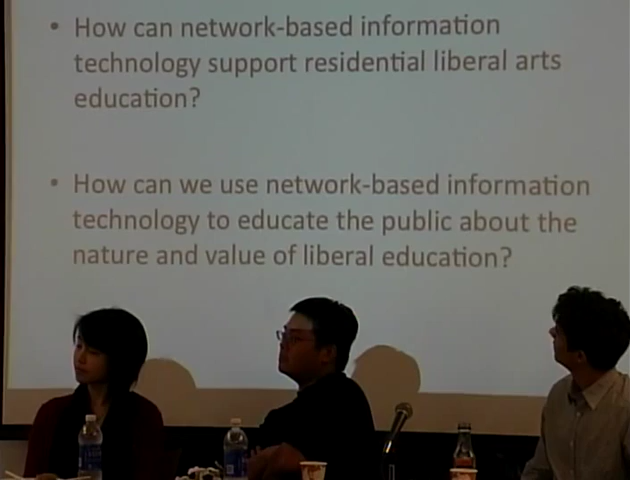 • How can network-based information
technology support residential liberal arts
education?
• How can we use network-based information
technology to educate the public about the
nature and value of liberal education?